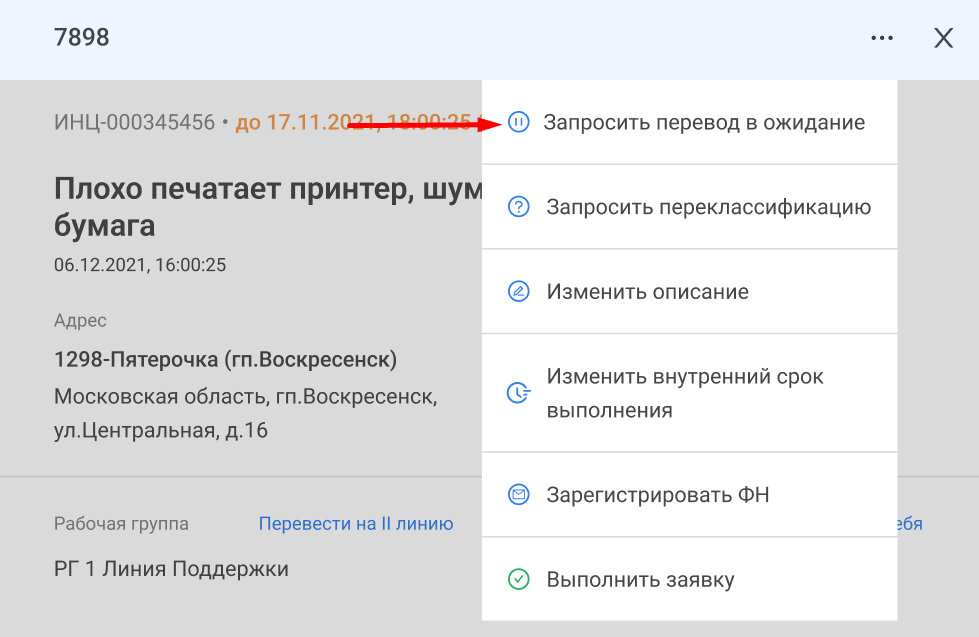 7898
ИНЦ-000345456 • до 17.11.2021, 18:00:25
Плохо печатает принтер, шум
бумага
06.12.2021, 16:00:25
Адрес
1298-Пятерочка (гп.Воскресенск)
Московская область, гп.Воскресенск,
ул.Центральная, д.16
Рабочая группа
Перевести на II линию
ебя
РГ 1 Линия Поддержки
Запросить перевод в ожидание
Запросить переклассификацию
Изменить описание
Изменить внутренний срок
выполнения
Зарегистрировать ФН
Выполнить заявку